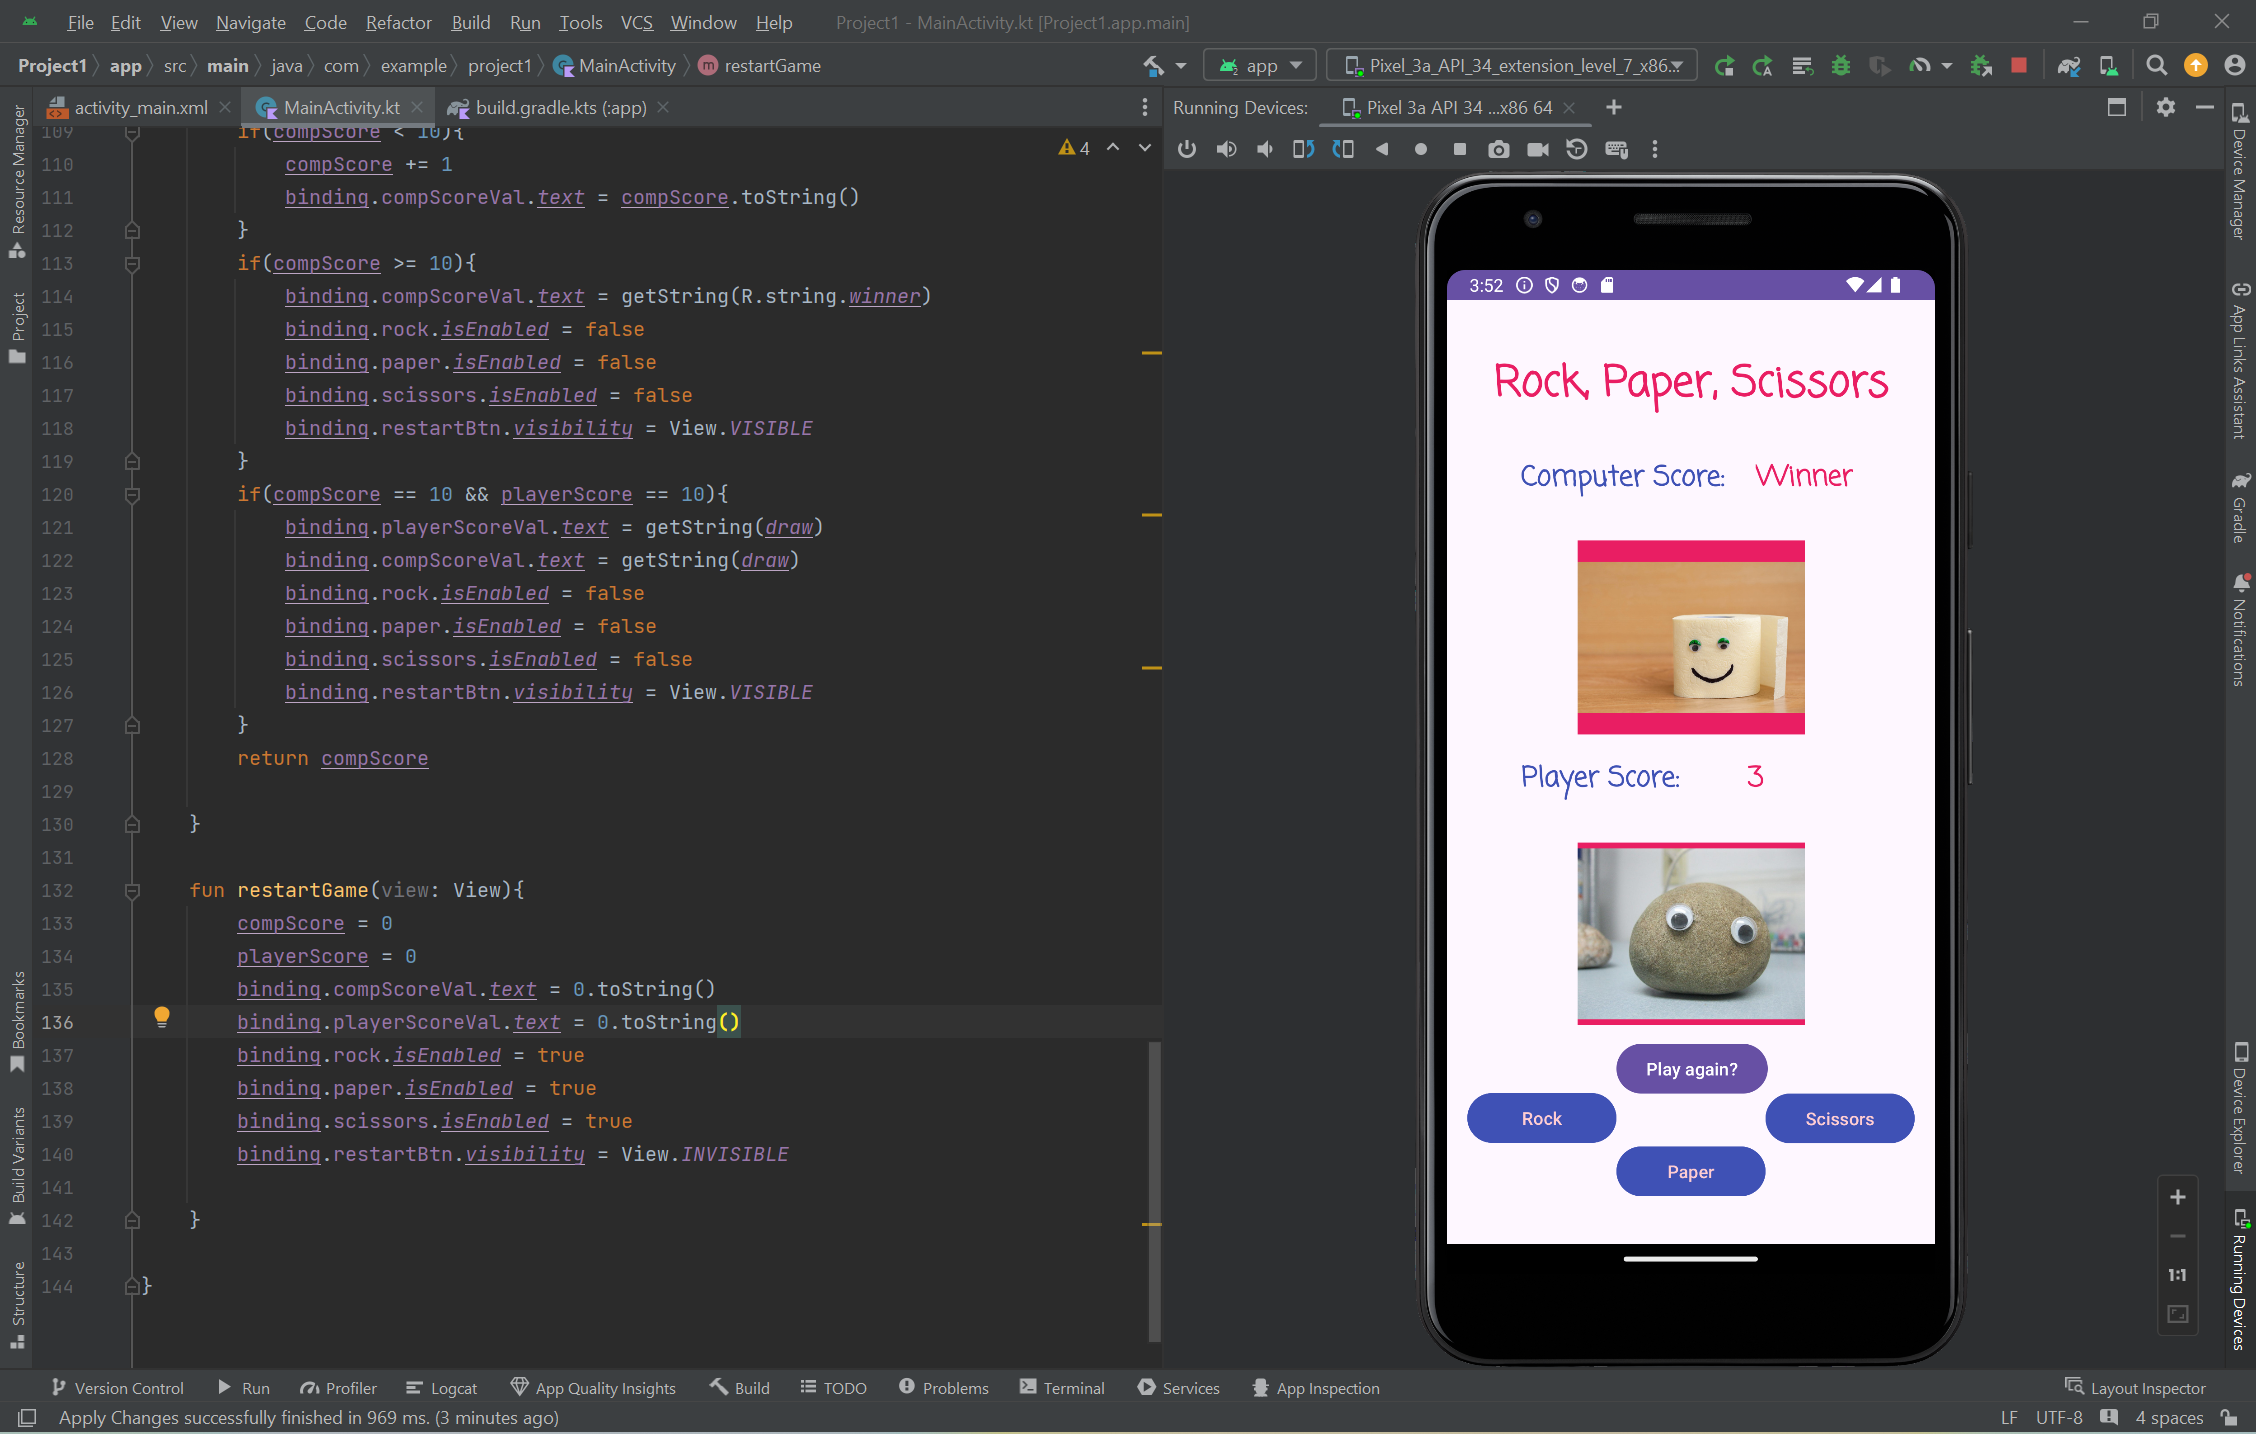 File Edit View Navigate Code Refactor Build Run Tools VCS Window Help Project1 - MainActivity.kt [Project1.app.main]
Project1 app src main java com example project1 MainActivity m restartGame
app Pixel_3a_API_34_extension_level_7_x86...
activity_main.xml MainActivity.kt build.gradle.kts (:app)
Running Devices: Pixel 3a API 34 ...x86 64
4
109 if(compScore < 10){
110 compScore += 1
111 binding.compScoreVal.text = compScore.toString()
112 }
113 if(compScore >= 10){
114 binding.compScoreVal.text = getString(R.string.winner)
115 binding.rock.isEnabled = false
116 binding.paper.isEnabled = false
117 binding.scissors.isEnabled = false
118 binding.restartBtn.visibility = View.VISIBLE
119 }
120 if(compScore == 10 && playerScore == 10){
121 binding.playerScoreVal.text = getString(draw)
122 binding.compScoreVal.text = getString(draw)
123 binding.rock.isEnabled = false
124 binding.paper.isEnabled = false
125 binding.scissors.isEnabled = false
126 binding.restartBtn.visibility = View.VISIBLE
127 }
128 return compScore
129
130 }
131
132 fun restartGame(view: View){
133 compScore = 0
134 playerScore = 0
135 binding.compScoreVal.text = 0.toString()
136 binding.playerScoreVal.text = 0.toString()
137 binding.rock.isEnabled = true
138 binding.paper.isEnabled = true
139 binding.scissors.isEnabled = true
140 binding.restartBtn.visibility = View.INVISIBLE
141
142 }
143
144 }
3:52
Rock, Paper, Scissors
Computer Score: Winner
Player Score: 3
Play again?
Rock
Scissors
Paper
1:1
Resource Manager
Project
Bookmarks
Build Variants
Structure
Device Manager
App Links Assistant
Gradle
Notifications
Device Explorer
Running Devices
Version Control Run Profiler Logcat App Quality Insights Build TODO Problems Terminal Services App Inspection Layout Inspector
Apply Changes successfully finished in 969 ms. (3 minutes ago) LF UTF-8 4 spaces